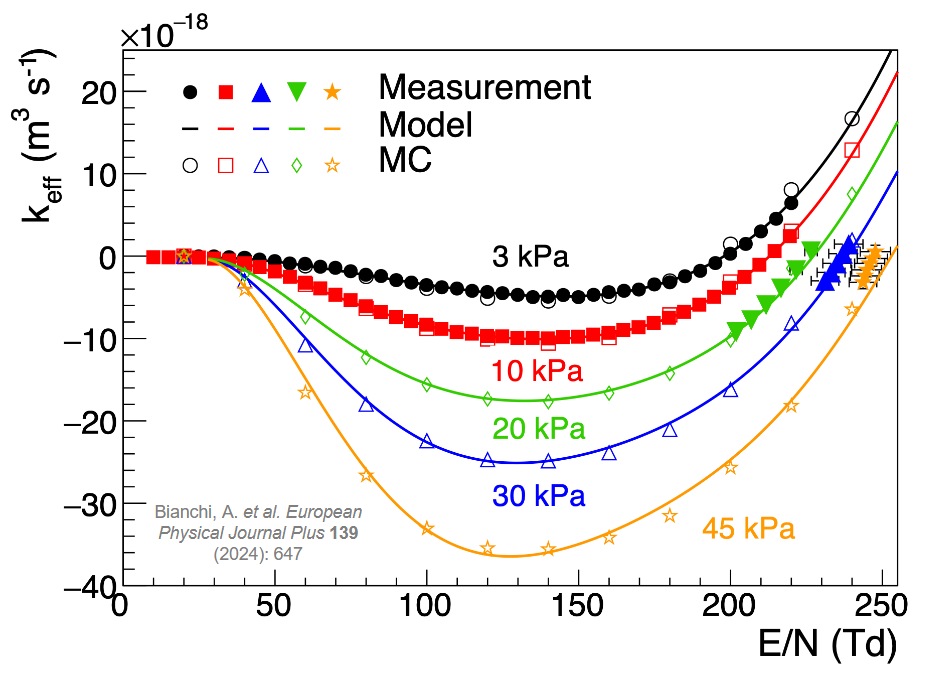 ×10⁻¹⁸
k_eff (m³ s⁻¹)
20
10
0
−10
−20
−30
−40
Measurement
Model
MC
3 kPa
10 kPa
20 kPa
30 kPa
45 kPa
Bianchi, A. et al. European
Physical Journal Plus 139
(2024): 647
0 50 100 150 200 250
E/N (Td)